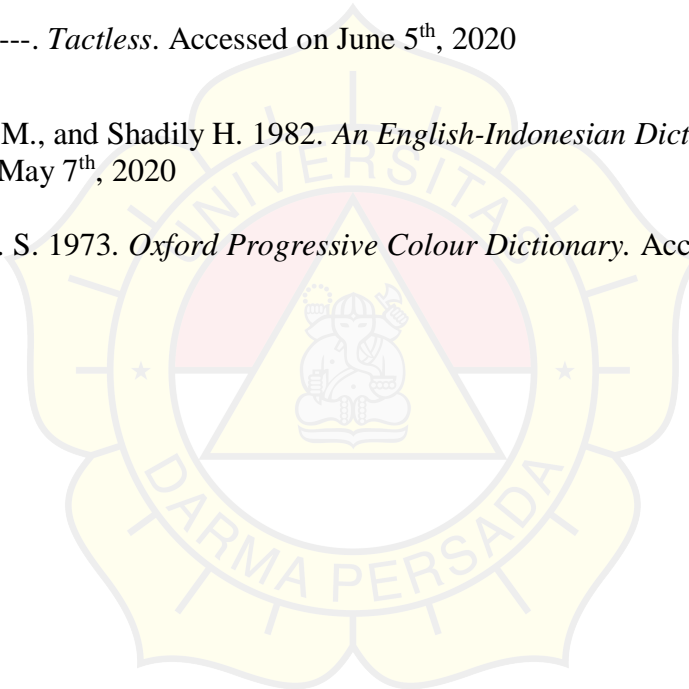 ---. Tactless. Accessed on June 5th, 2020
M., and Shadily H. 1982. An English-Indonesian Dict
May 7th, 2020
. S. 1973. Oxford Progressive Colour Dictionary. Acc
UNIVERSITAS
DARMA PERSADA